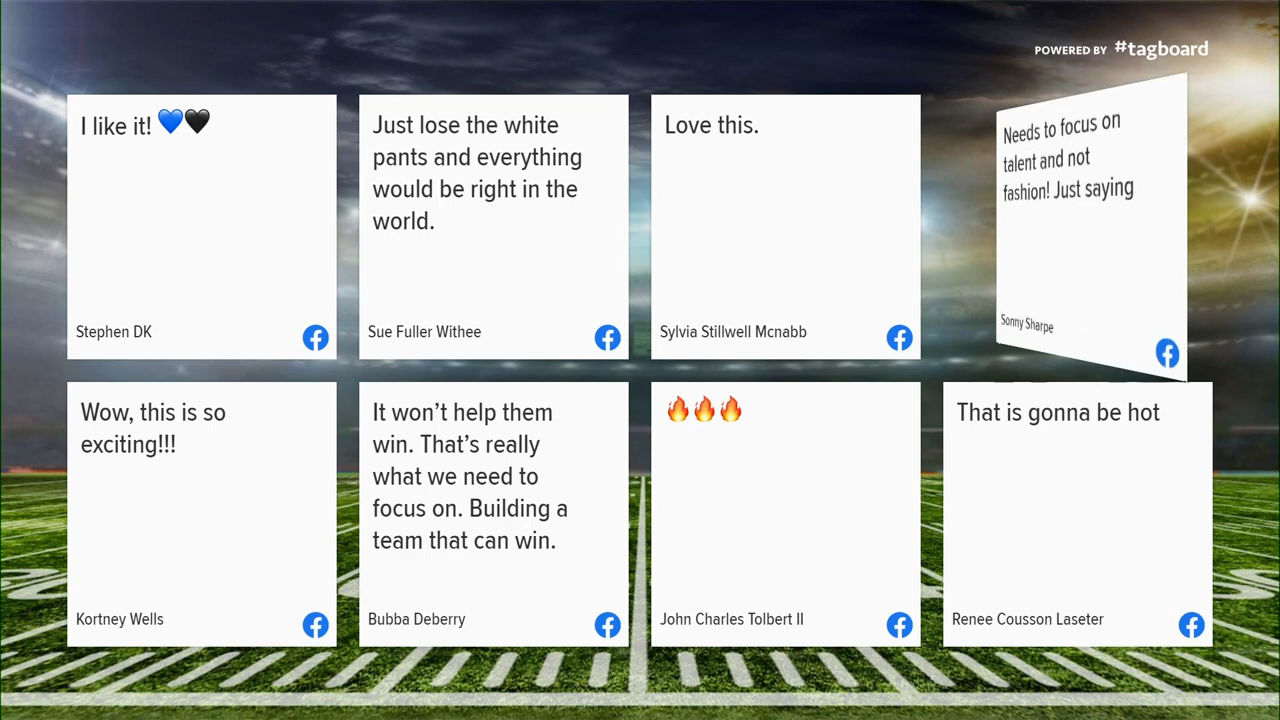 POWERED BY #tagboard
I like it! 💙🖤
Stephen DK
Just lose the white
pants and everything
would be right in the
world.
Sue Fuller Withee
Love this.
Sylvia Stillwell Mcnabb
Needs to focus on
talent and not
fashion! Just saying
Sonny Sharpe
Wow, this is so
exciting!!!
Kortney Wells
It won’t help them
win. That’s really
what we need to
focus on. Building a
team that can win.
Bubba Deberry
🔥🔥🔥
John Charles Tolbert II
That is gonna be hot
Renee Cousson Laseter